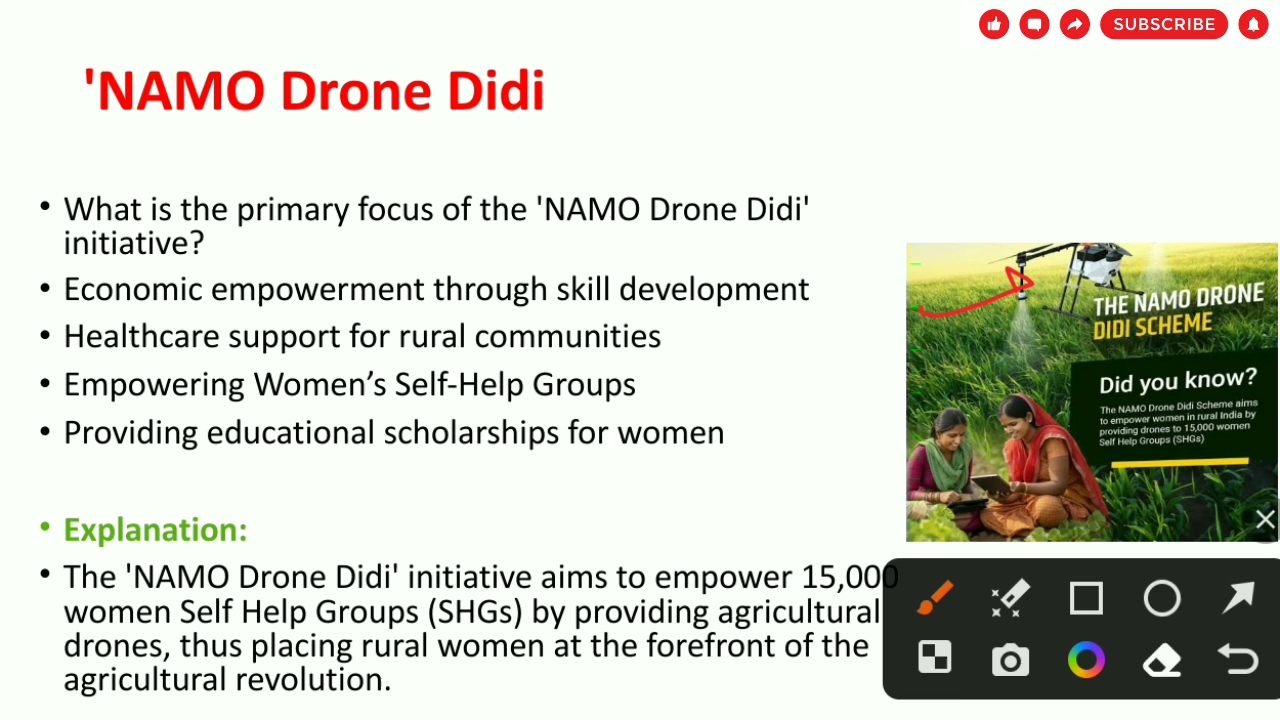 SUBSCRIBE
'NAMO Drone Didi
• What is the primary focus of the 'NAMO Drone Didi'
initiative?
• Economic empowerment through skill development
• Healthcare support for rural communities
• Empowering Women’s Self-Help Groups
• Providing educational scholarships for women
• Explanation:
• The 'NAMO Drone Didi' initiative aims to empower 15,000
women Self Help Groups (SHGs) by providing agricultural
drones, thus placing rural women at the forefront of the
agricultural revolution.
THE NAMO DRONE
DIDI SCHEME
Did you know?
The NAMO Drone Didi Scheme aims
to empower women in rural India by
providing drones to 15,000 women
Self Help Groups (SHGs)